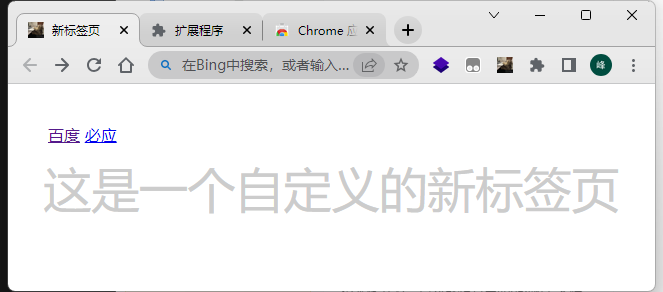 新标签页
扩展程序
Chrome 应
在Bing中搜索，或者输入...
峰
百度 必应
这是一个自定义的新标签页